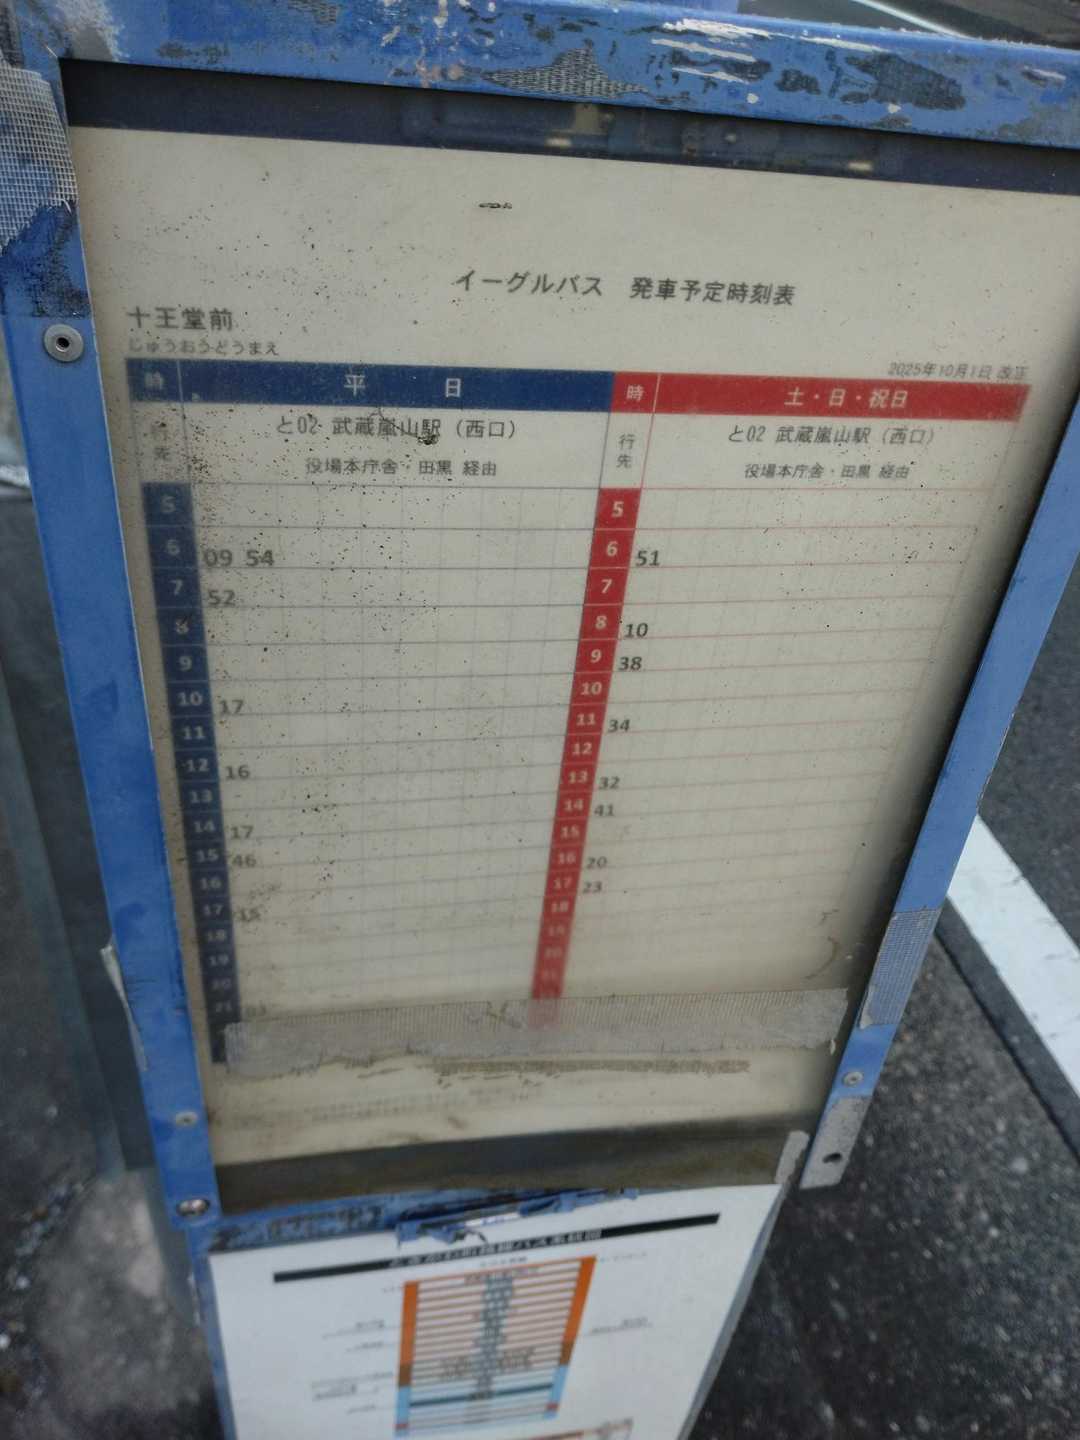 イーグルバス 発車予定時刻表
十王堂前
じゅうおうどうまえ
2025年10月1日 改正
時 平日 時 土・日・祝日
行先 と02 武蔵嵐山駅（西口） 行先 と02 武蔵嵐山駅（西口）
役場本庁舎・田黒 経由 役場本庁舎・田黒 経由
5 5
6 09 54 6 51
7 52 7
8 8 10
9 9 38
10 17 10
11 11 34
12 16 12
13 13 32
14 17 14 41
15 46 15
16 16 20
17 15 17 23
18 18
19 19
20 20
21 03 21